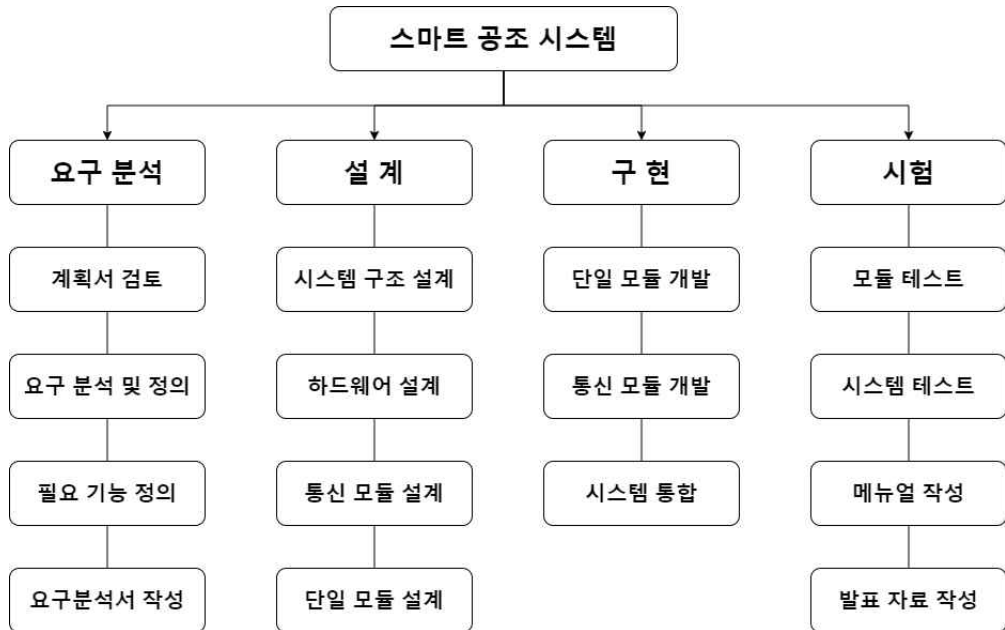 스마트 공조 시스템
요구 분석
설 계
구 현
시험
계획서 검토
시스템 구조 설계
단일 모듈 개발
모듈 테스트
요구 분석 및 정의
하드웨어 설계
통신 모듈 개발
시스템 테스트
필요 기능 정의
통신 모듈 설계
시스템 통합
메뉴얼 작성
요구분석서 작성
단일 모듈 설계
발표 자료 작성